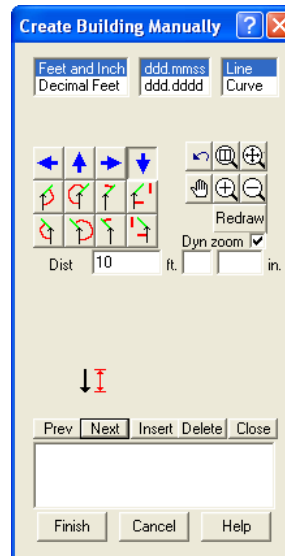 Create Building Manually ?
Feet and Inch ddd.mmss Line
Decimal Feet ddd.dddd Curve
Redraw
Dyn zoom
Dist 10 ft. in.
Prev Next Insert Delete Close
Finish Cancel Help